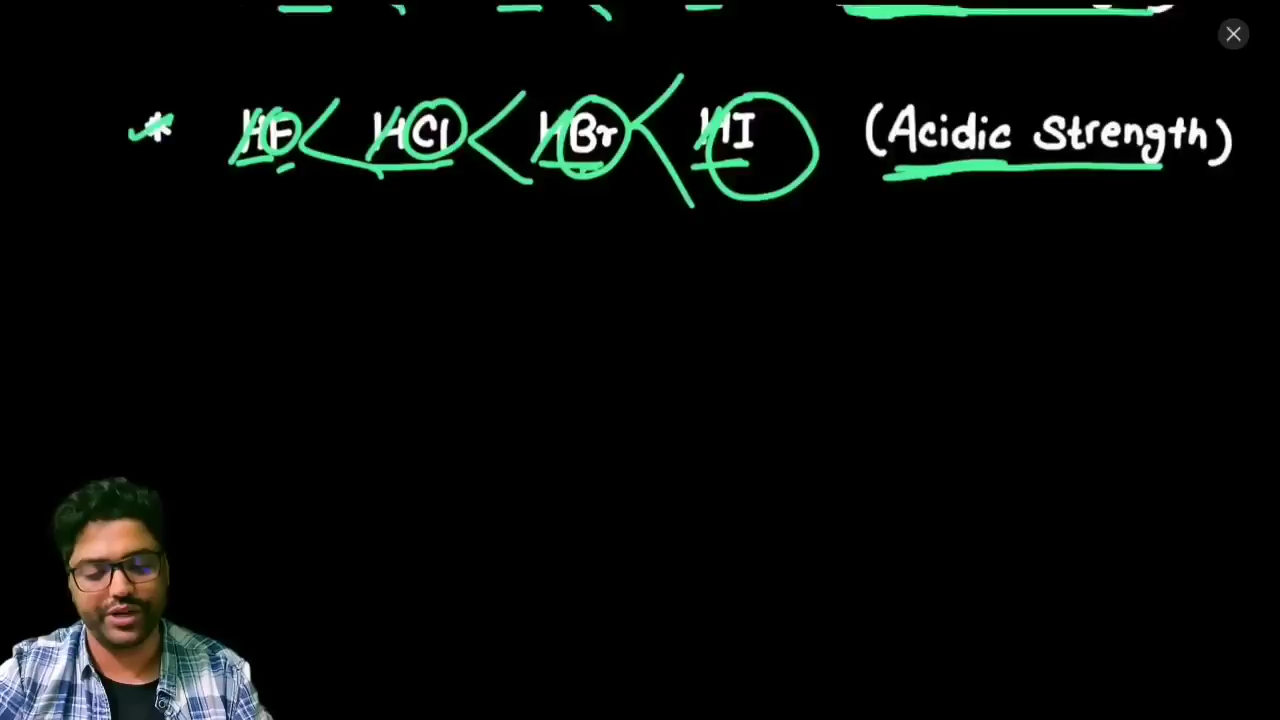 * HF < HCl < HBr < HI (Acidic Strength)